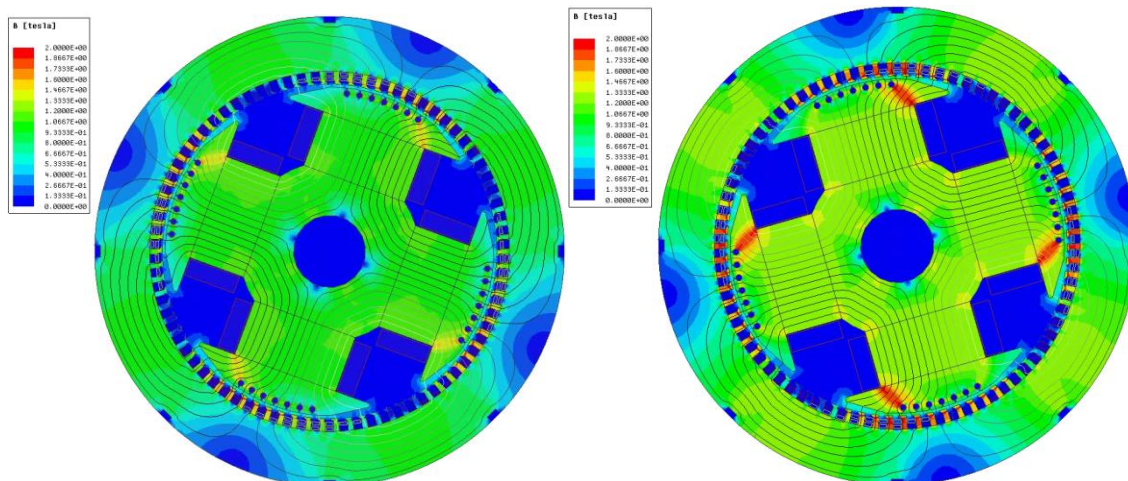 B [tesla]
2.0000E+00
1.8667E+00
1.7333E+00
1.6000E+00
1.4667E+00
1.3333E+00
1.2000E+00
1.0667E+00
9.3333E-01
8.0000E-01
6.6667E-01
5.3333E-01
4.0000E-01
2.6667E-01
1.3333E-01
0.0000E+00
B [tesla]
2.0000E+00
1.8667E+00
1.7333E+00
1.6000E+00
1.4667E+00
1.3333E+00
1.2000E+00
1.0667E+00
9.3333E-01
8.0000E-01
6.6667E-01
5.3333E-01
4.0000E-01
2.6667E-01
1.3333E-01
0.0000E+00